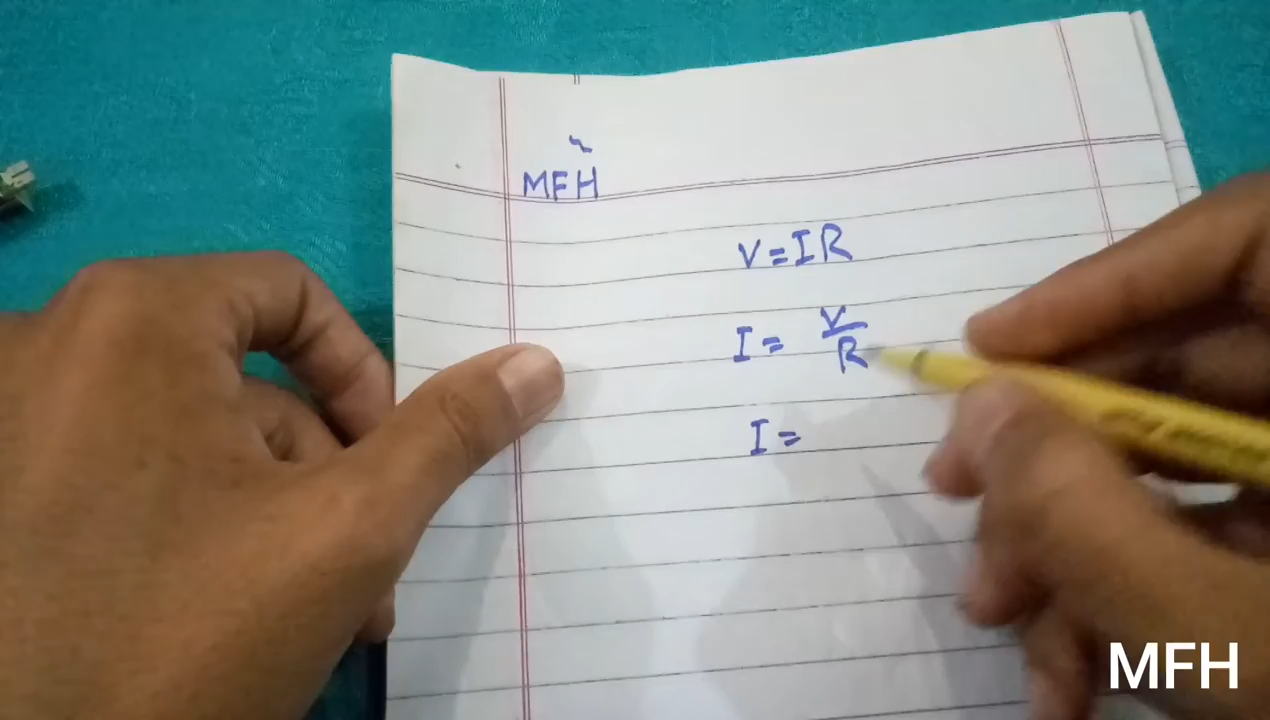 MFH
V = IR
I = V/R
I =
MFH